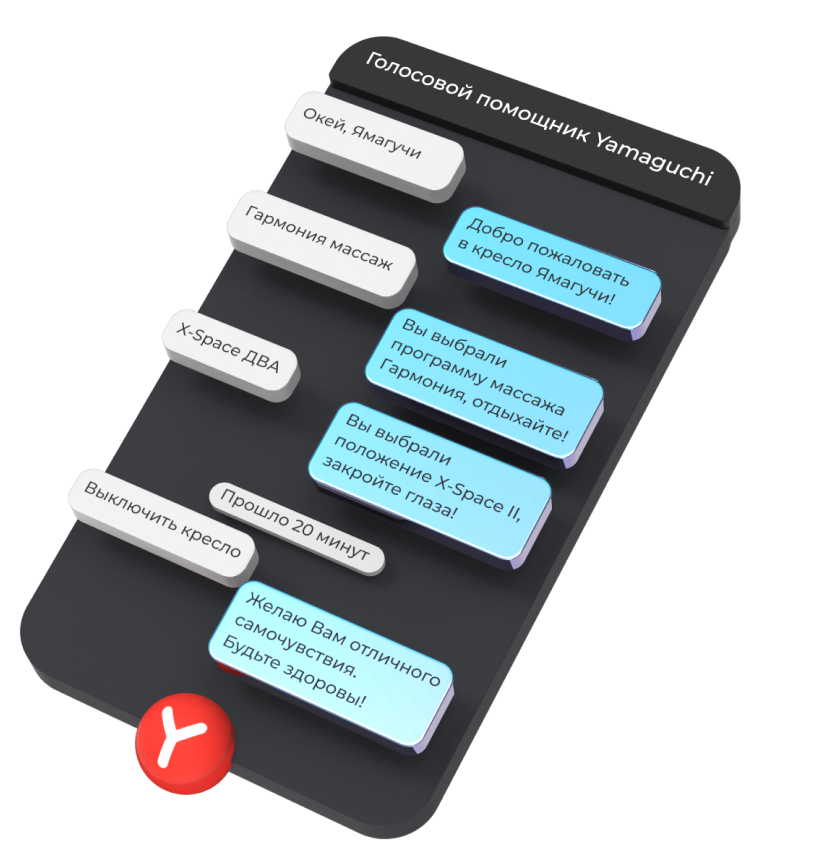 Голосовой помощник Yamaguchi
Окей, Ямагучи
Добро пожаловать
в кресло Ямагучи!
Гармония массаж
Вы выбрали
программу массажа
Гармония, отдыхайте!
X-Space ДВА
Вы выбрали
положение X-Space II,
закройте глаза!
Прошло 20 минут
Выключить кресло
Желаю Вам отличного
самочувствия.
Будьте здоровы!
Y